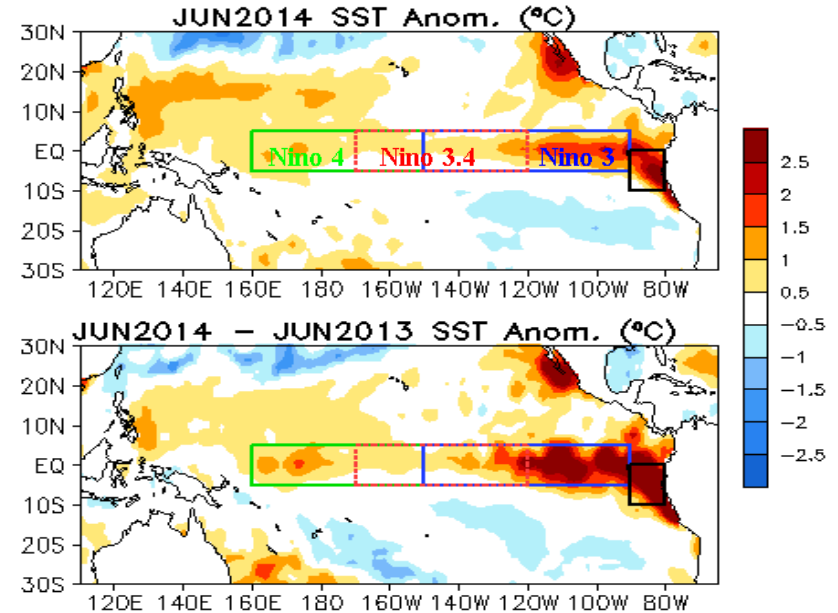 JUN2014 SST Anom. (ºC)
30N
20N
10N
EQ
10S
20S
30S
Nino 4
Nino 3.4
Nino 3
120E 140E 160E 180 160W 140W 120W 100W 80W
JUN2014 - JUN2013 SST Anom. (ºC)
30N
20N
10N
EQ
10S
20S
30S
120E 140E 160E 180 160W 140W 120W 100W 80W
2.5
2
1.5
1
0.5
-0.5
-1
-1.5
-2
-2.5